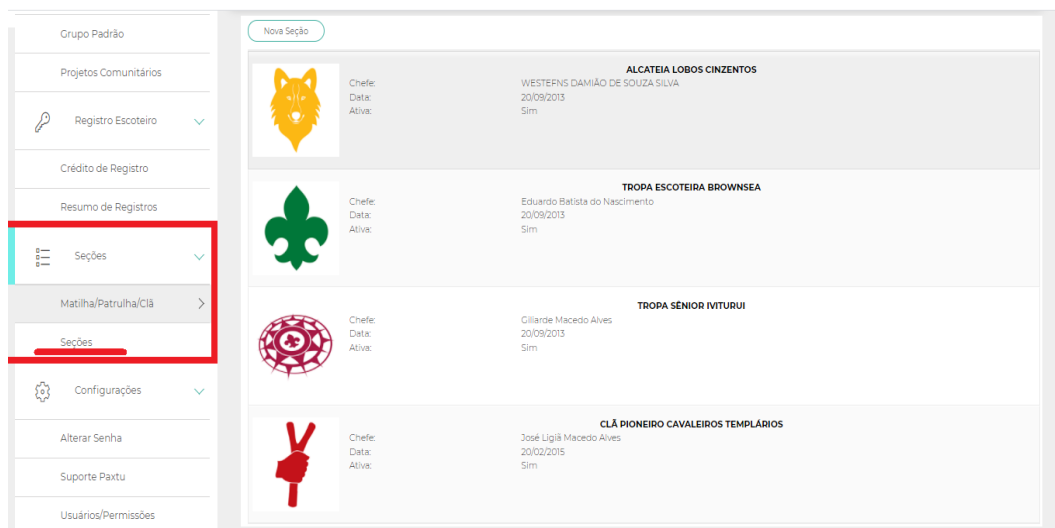 Grupo Padrão
Projetos Comunitários
Registro Escoteiro
Crédito de Registro
Resumo de Registros
Seções
Matilha/Patrulha/Clã
Seções
Configurações
Alterar Senha
Suporte Paxtu
Usuários/Permissões
Nova Seção
ALCATEIA LOBOS CINZENTOS
Chefe: WESTEFNS DAMIÃO DE SOUZA SILVA
Data: 20/09/2013
Ativa: Sim
TROPA ESCOTEIRA BROWNSEA
Chefe: Eduardo Batista do Nascimento
Data: 20/09/2013
Ativa: Sim
TROPA SÊNIOR IVITURUI
Chefe: Giliarde Macedo Alves
Data: 20/09/2013
Ativa: Sim
CLÃ PIONEIRO CAVALEIROS TEMPLÁRIOS
Chefe: José Ligiã Macedo Alves
Data: 20/02/2015
Ativa: Sim